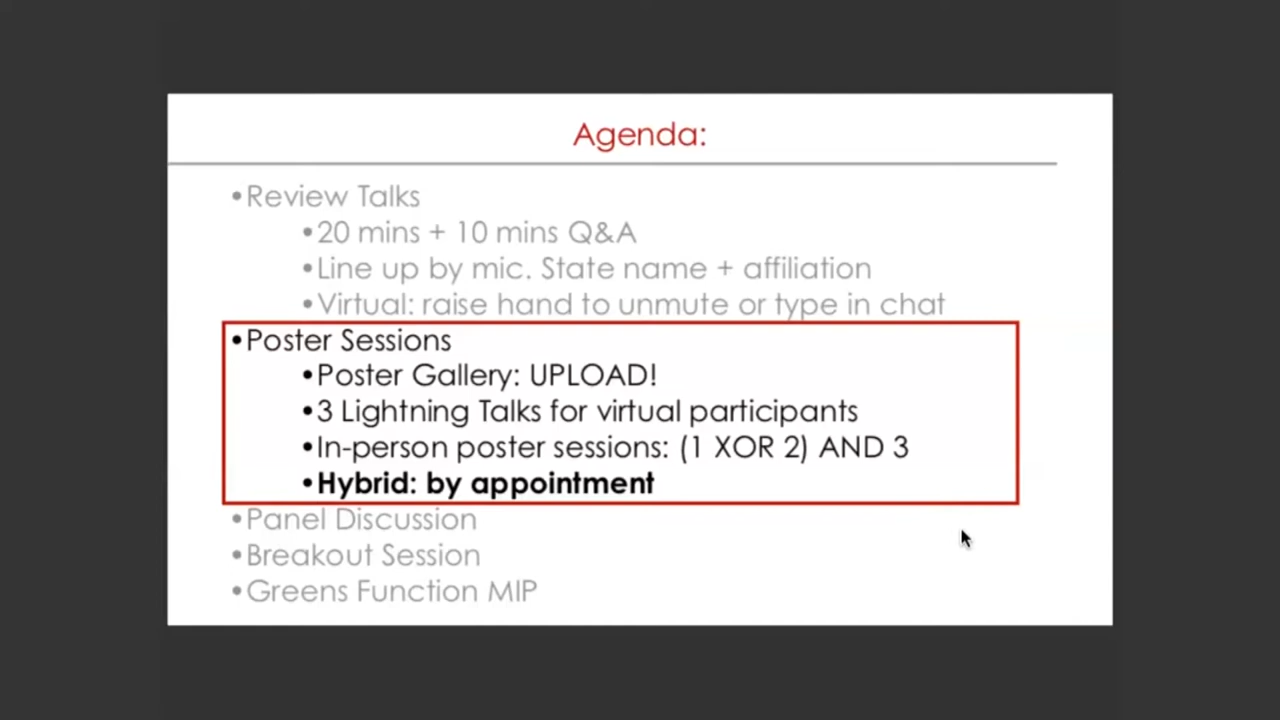 Agenda:
•Review Talks
•20 mins + 10 mins Q&A
•Line up by mic. State name + affiliation
•Virtual: raise hand to unmute or type in chat
•Poster Sessions
•Poster Gallery: UPLOAD!
•3 Lightning Talks for virtual participants
•In-person poster sessions: (1 XOR 2) AND 3
•Hybrid: by appointment
•Panel Discussion
•Breakout Session
•Greens Function MIP